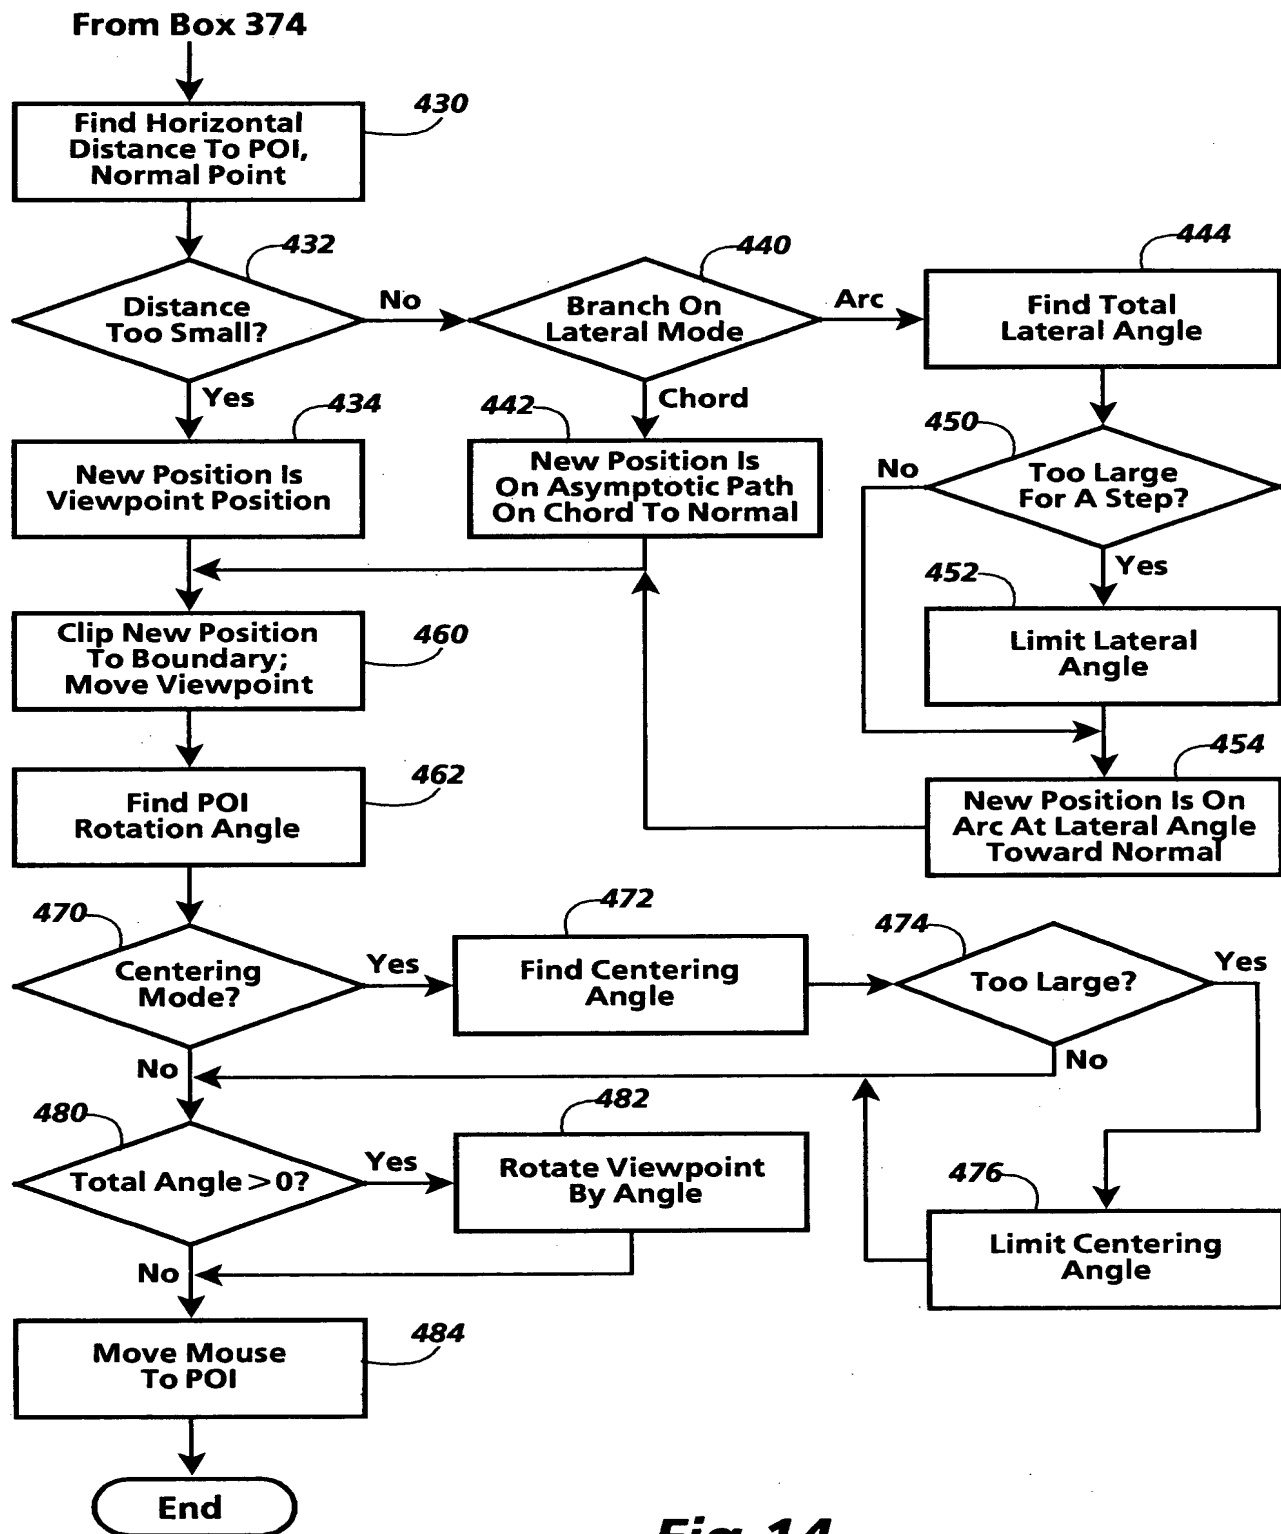 From Box 374
430
Find Horizontal
Distance To POI,
Normal Point
432
Distance
Too Small?
No
Yes
440
Branch On
Lateral Mode
Arc
Chord
444
Find Total
Lateral Angle
434
New Position Is
Viewpoint Position
442
New Position Is
On Asymptotic Path
On Chord To Normal
450
Too Large
For A Step?
No
Yes
452
Limit Lateral
Angle
454
New Position Is On
Arc At Lateral Angle
Toward Normal
460
Clip New Position
To Boundary;
Move Viewpoint
462
Find POI
Rotation Angle
470
Centering
Mode?
Yes
No
472
Find Centering
Angle
474
Too Large?
Yes
No
476
Limit Centering
Angle
480
Total Angle > 0?
Yes
No
482
Rotate Viewpoint
By Angle
484
Move Mouse
To POI
End
Fig. 14